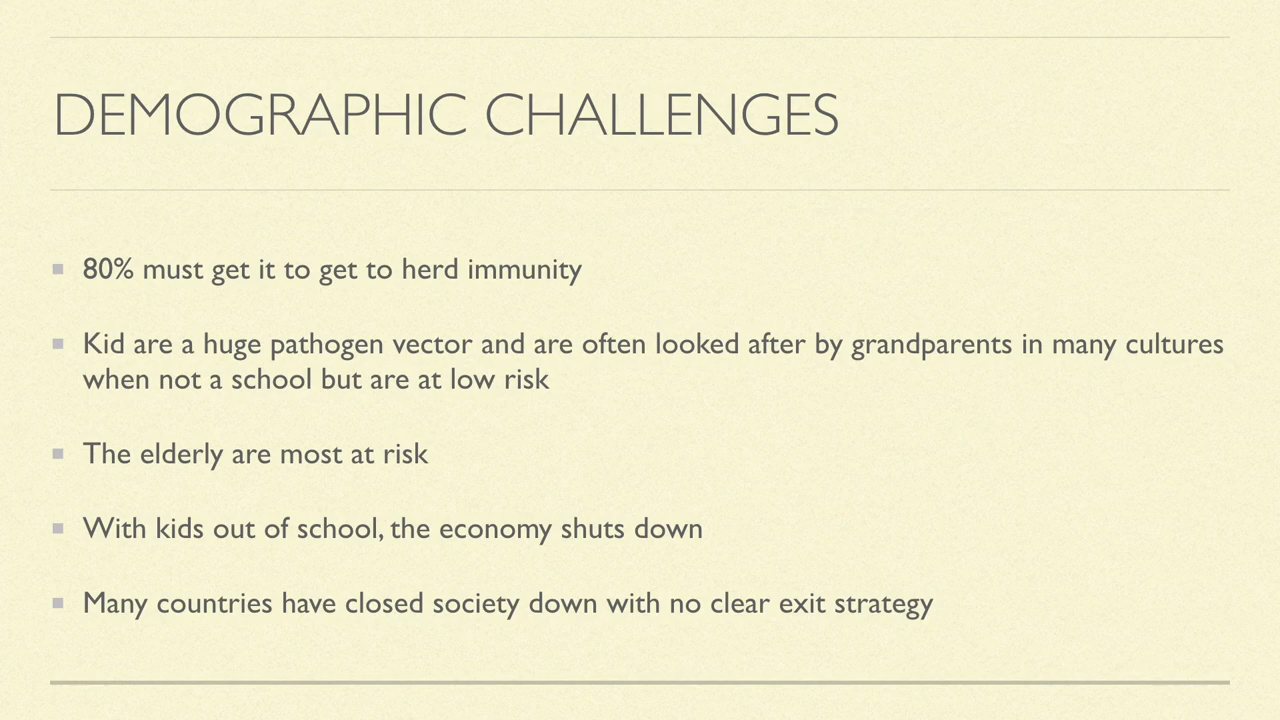 DEMOGRAPHIC CHALLENGES
80% must get it to get to herd immunity
Kid are a huge pathogen vector and are often looked after by grandparents in many cultures
when not a school but are at low risk
The elderly are most at risk
With kids out of school, the economy shuts down
Many countries have closed society down with no clear exit strategy